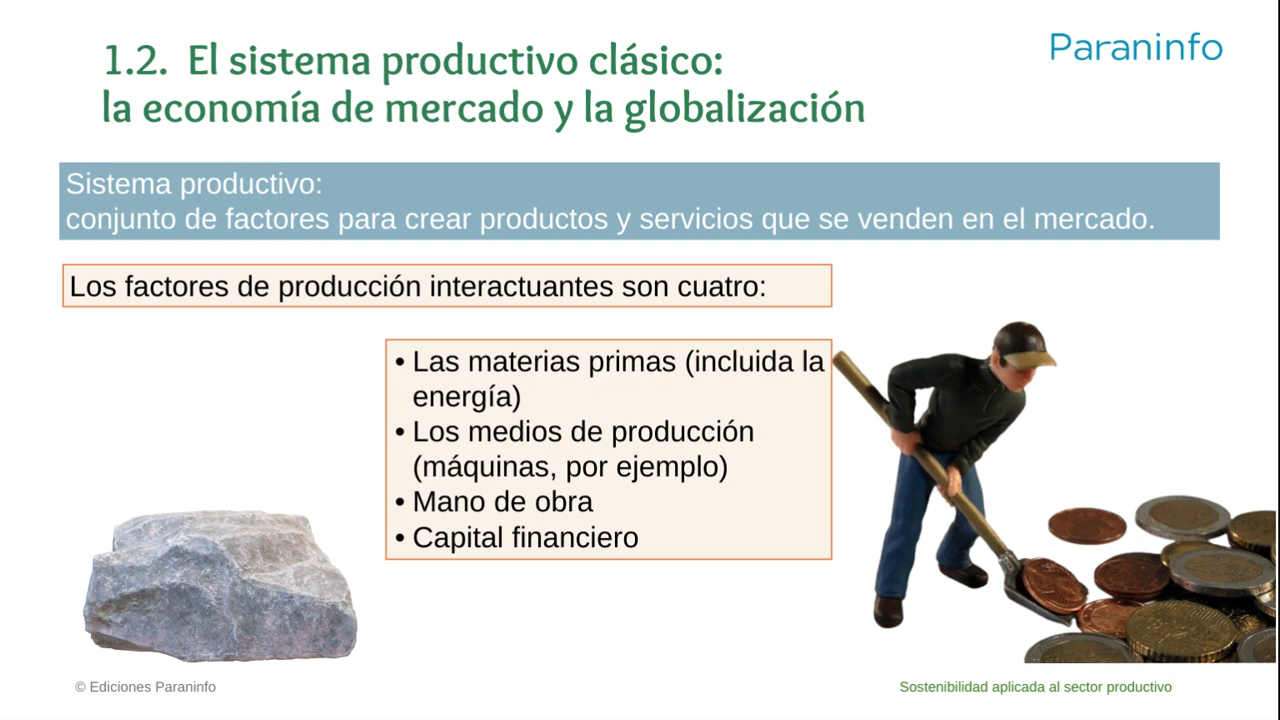 1.2. El sistema productivo clásico:
la economía de mercado y la globalización
Paraninfo
Sistema productivo:
conjunto de factores para crear productos y servicios que se venden en el mercado.
Los factores de producción interactuantes son cuatro:
• Las materias primas (incluida la
energía)
• Los medios de producción
(máquinas, por ejemplo)
• Mano de obra
• Capital financiero
© Ediciones Paraninfo
Sostenibilidad aplicada al sector productivo